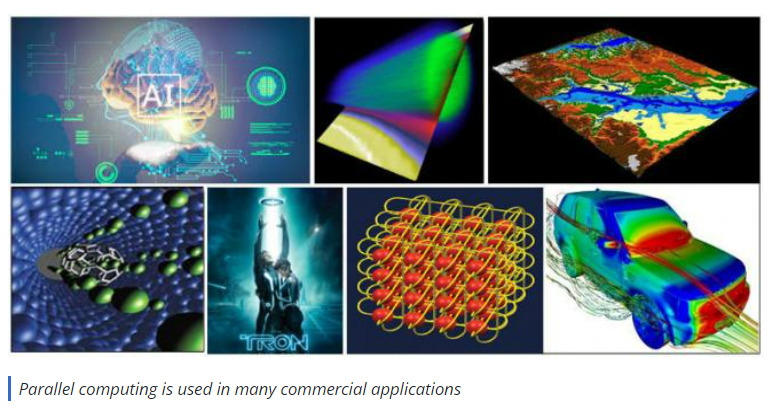 AI
TRON
Parallel computing is used in many commercial applications